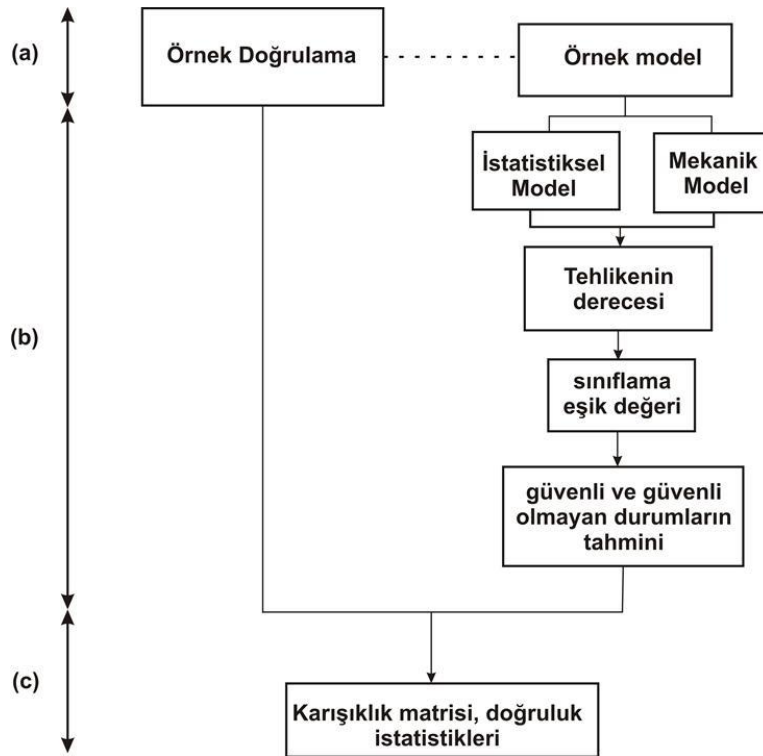 (a)
Örnek Doğrulama
Örnek model
İstatistiksel
Model
Mekanik
Model
Tehlikenin
derecesi
(b)
sınıflama
eşik değeri
güvenli ve güvenli
olmayan durumların
tahmini
(c)
Karışıklık matrisi, doğruluk
istatistikleri